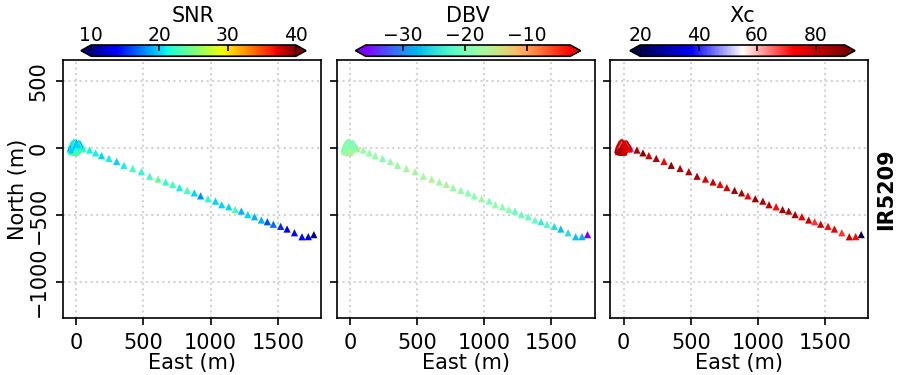 SNR DBV Xc
10 20 30 40 −30 −20 −10 20 40 60 80
500
0
−500
−1000
North (m)
0 500 1000 1500 0 500 1000 1500 0 500 1000 1500
East (m) East (m) East (m)
IR5209